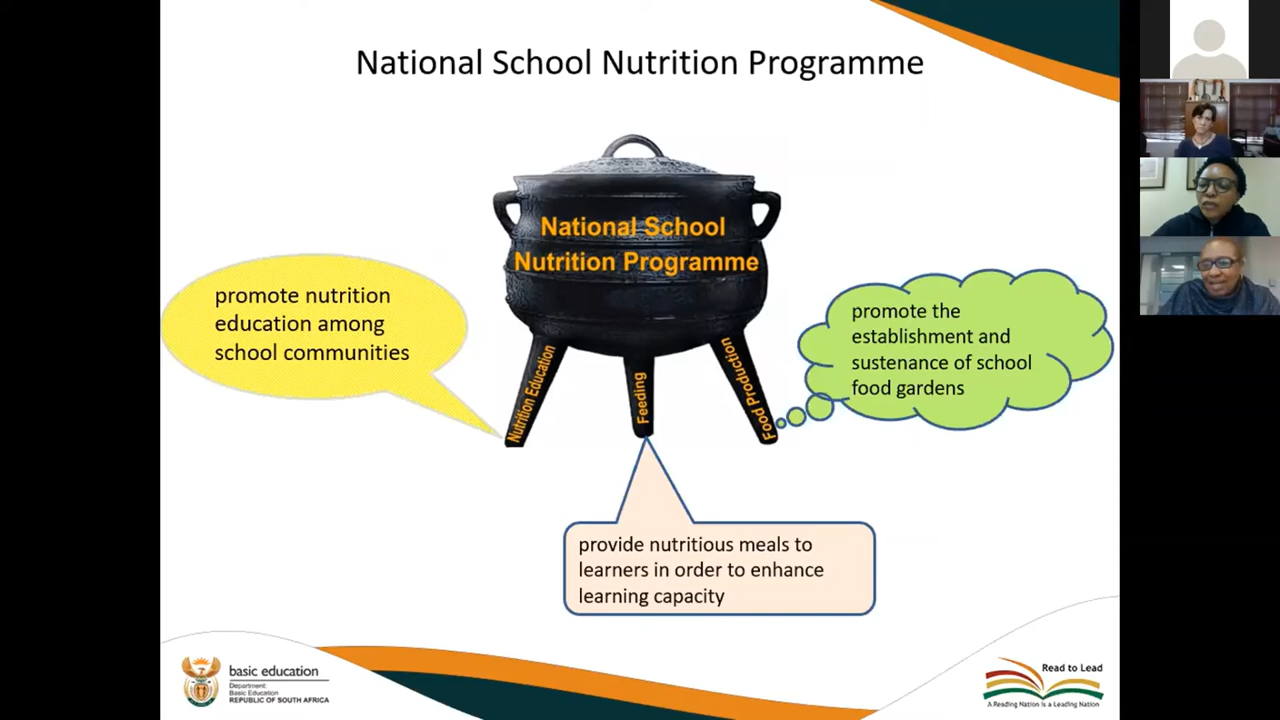 National School Nutrition Programme
National School
Nutrition Programme
promote nutrition
education among
school communities
promote the
establishment and
sustenance of school
food gardens
Nutrition Education
Feeding
Food Production
provide nutritious meals to
learners in order to enhance
learning capacity
basic education
Department:
Basic Education
REPUBLIC OF SOUTH AFRICA
Read to Lead
A Reading Nation is a Leading Nation